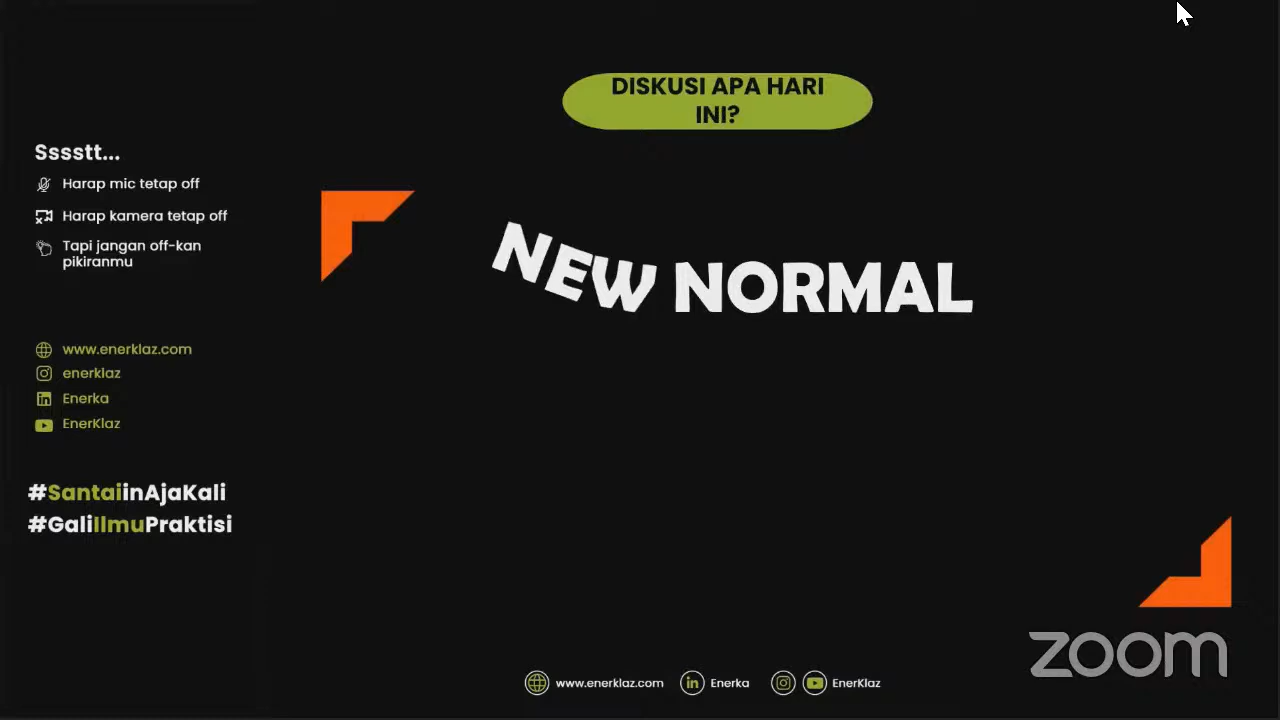 DISKUSI APA HARI
INI?
Sssstt...
Harap mic tetap off
Harap kamera tetap off
Tapi jangan off-kan
pikiranmu
NEW NORMAL
www.enerklaz.com
enerklaz
Enerka
EnerKlaz
#SantaiinAjaKali
#GaliIlmuPraktisi
zoom
www.enerklaz.com Enerka EnerKlaz